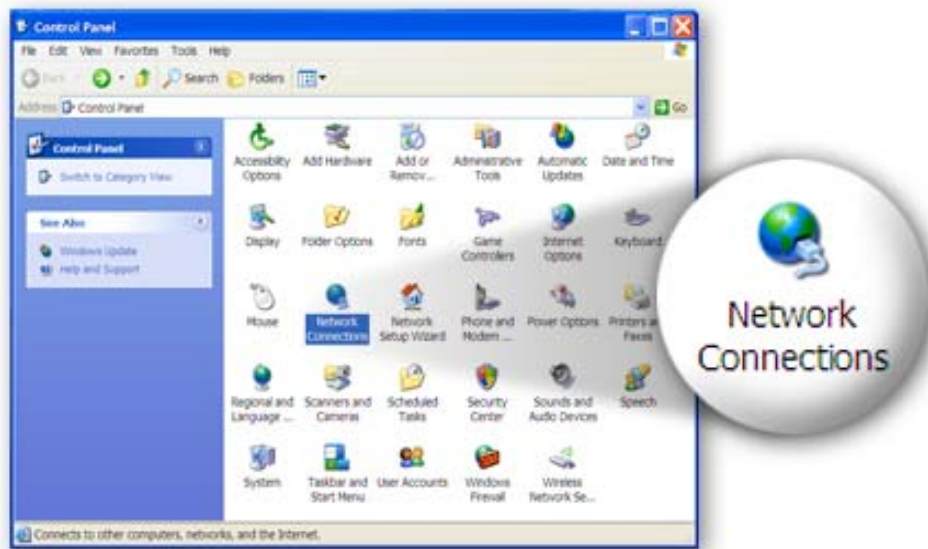 Control Panel
File Edit View Favorites Tools Help
Back Search Folders
Address Control Panel Go
Control Panel
Switch to Category View
See Also
Windows Update
Help and Support
Accessibility Options
Add Hardware
Add or Remov...
Administrative Tools
Automatic Updates
Date and Time
Display
Folder Options
Fonts
Game Controllers
Internet Options
Keyboard
Mouse
Network Connections
Network Setup Wizard
Phone and Modem ...
Power Options
Printers and Faxes
Regional and Language ...
Scanners and Cameras
Scheduled Tasks
Security Center
Sounds and Audio Devices
Speech
System
Taskbar and Start Menu
User Accounts
Windows Firewall
Wireless Network Se...
Connects to other computers, networks, and the Internet.
Network
Connections